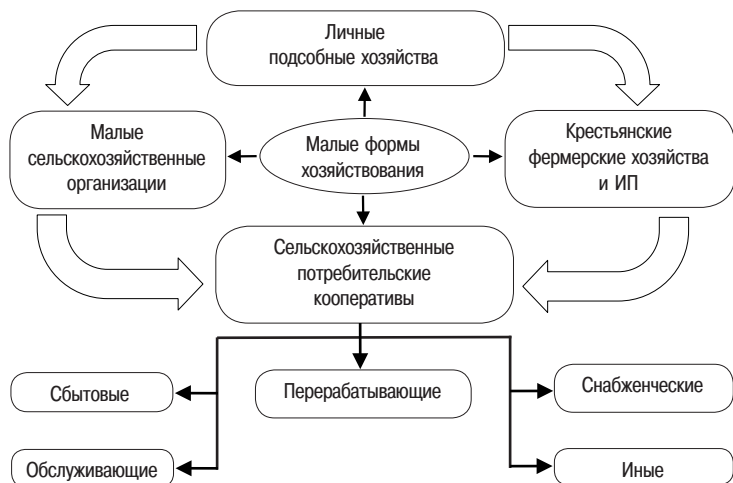 Личные
подсобные хозяйства
Малые
сельскохозяйственные
организации
Малые формы
хозяйствования
Крестьянские
фермерские хозяйства
и ИП
Сельскохозяйственные
потребительские
кооперативы
Сбытовые
Перерабатывающие
Снабженческие
Обслуживающие
Иные